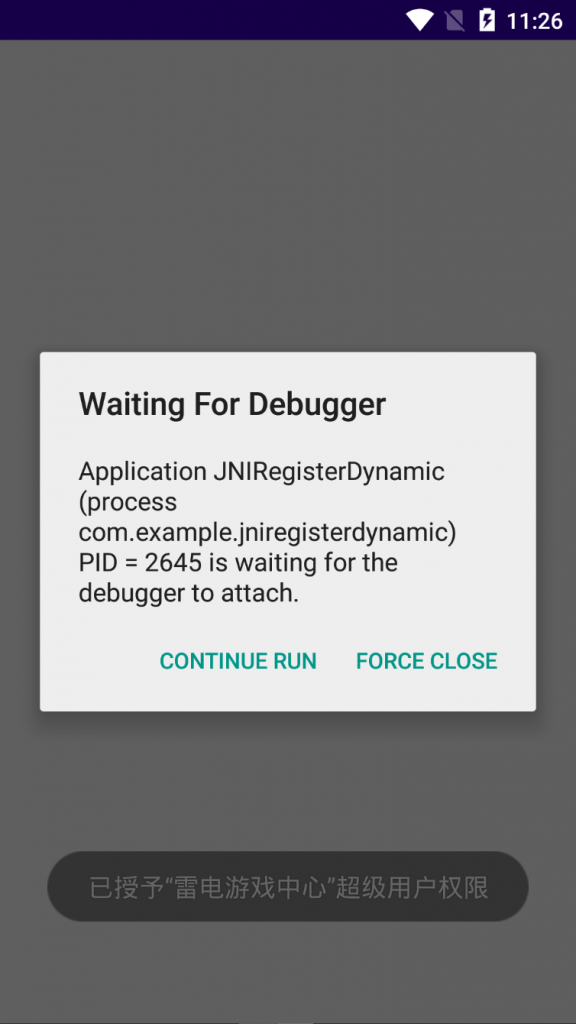 11:26
Waiting For Debugger
Application JNIRegisterDynamic
(process
com.example.jniregisterdynamic)
PID = 2645 is waiting for the
debugger to attach.
CONTINUE RUN FORCE CLOSE
已授予“雷电游戏中心”超级用户权限